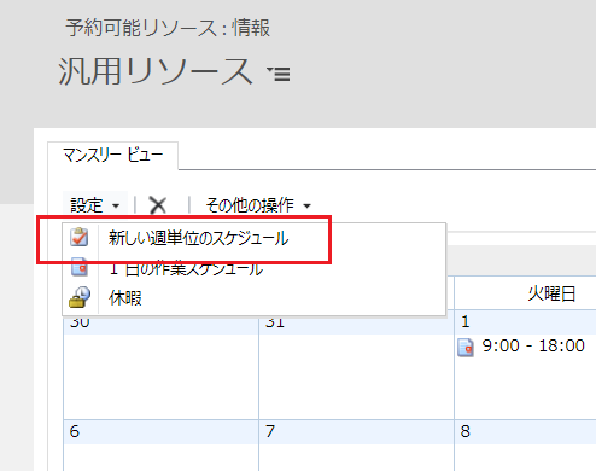 予約可能リソース : 情報
汎用リソース
マンスリー ビュー
設定 その他の操作
新しい週単位のスケジュール
1 日の作業スケジュール
休暇
火曜日
30 31 1
9:00 - 18:00
6 7 8